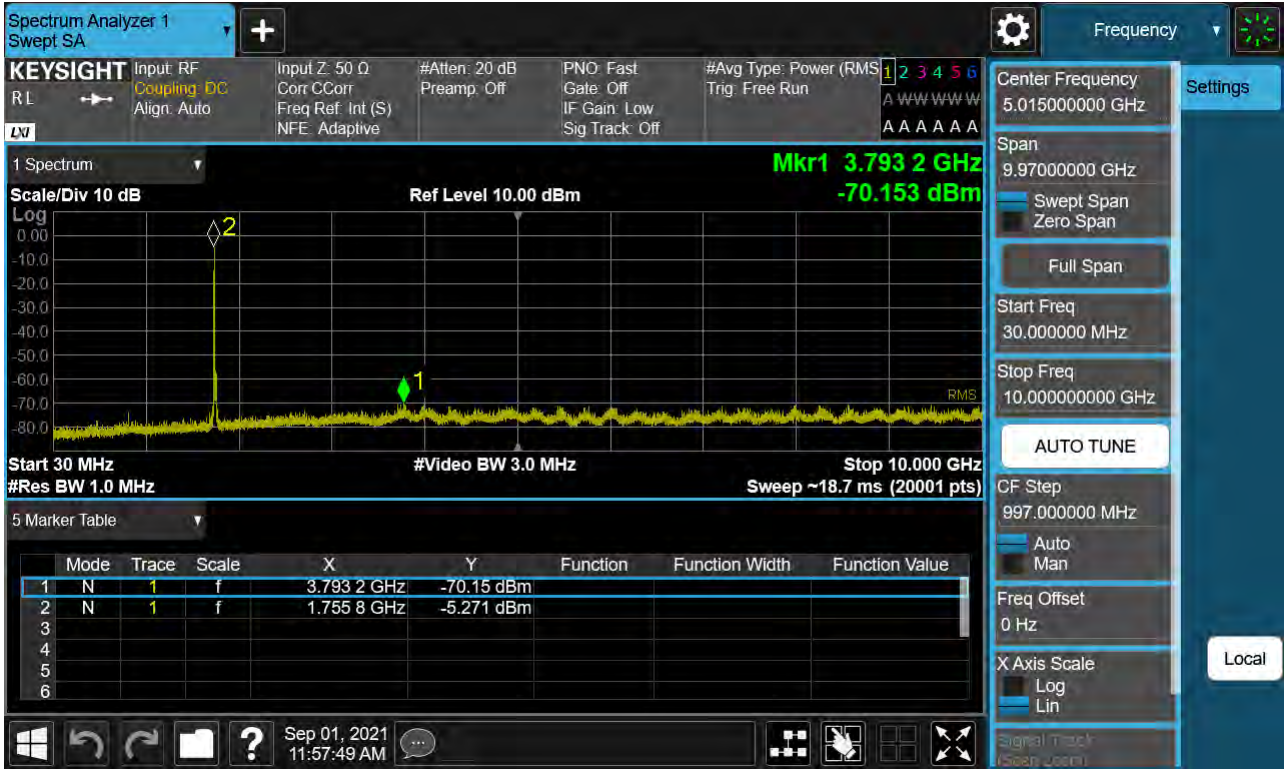 Spectrum Analyzer 1
Swept SA
+
Frequency
KEYSIGHT
RL
LXI
Input: RF
Coupling: DC
Align: Auto
Input Z: 50 Ω
Corr CCorr
Freq Ref: Int (S)
NFE: Adaptive
#Atten: 20 dB
Preamp: Off
PNO: Fast
Gate: Off
IF Gain: Low
Sig Track: Off
#Avg Type: Power (RMS
Trig: Free Run
1 2 3 4 5 6
A W W W W W
A A A A A A
1 Spectrum
Mkr1 3.793 2 GHz
-70.153 dBm
Scale/Div 10 dB
Ref Level 10.00 dBm
Log
0.00
-10.0
-20.0
-30.0
-40.0
-50.0
-60.0
-70.0
-80.0
2
1
RMS
Start 30 MHz
#Video BW 3.0 MHz
Stop 10.000 GHz
#Res BW 1.0 MHz
Sweep ~18.7 ms (20001 pts)
5 Marker Table
Mode Trace Scale X Y Function Function Width Function Value
1 N 1 f 3.793 2 GHz -70.15 dBm
2 N 1 f 1.755 8 GHz -5.271 dBm
3
4
5
6
Center Frequency
5.015000000 GHz
Span
9.97000000 GHz
Swept Span
Zero Span
Full Span
Start Freq
30.000000 MHz
Stop Freq
10.000000000 GHz
AUTO TUNE
CF Step
997.000000 MHz
Auto
Man
Freq Offset
0 Hz
X Axis Scale
Log
Lin
Signal Track
(Span Zoom)
Settings
Local
?
Sep 01, 2021
11:57:49 AM